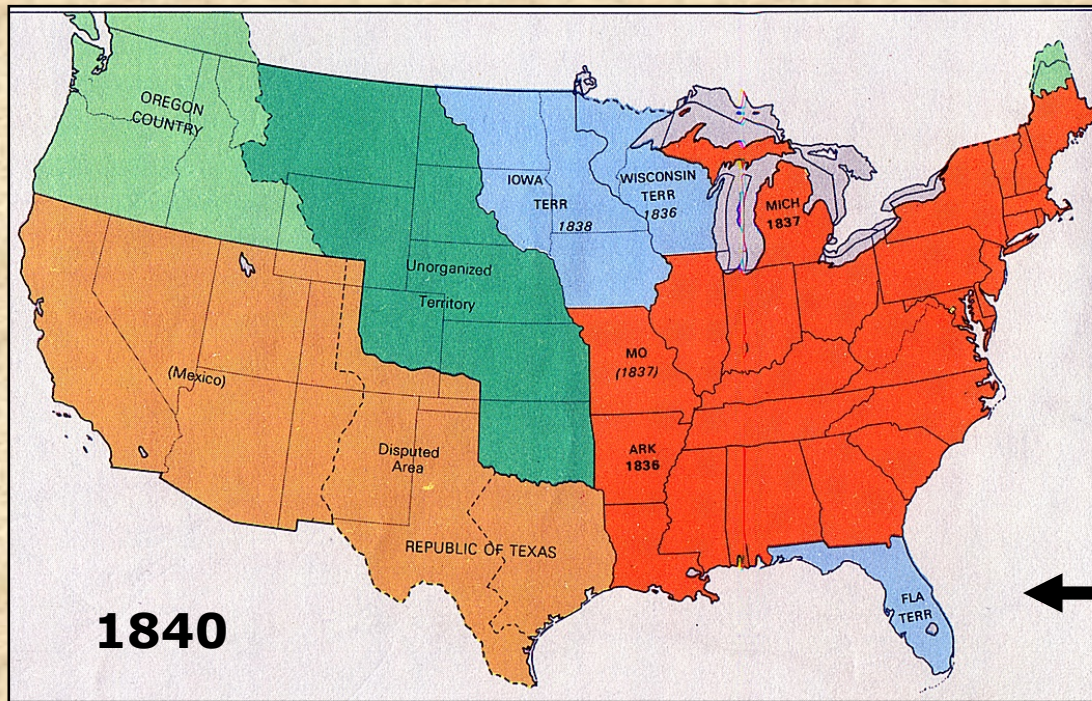 OREGON
COUNTRY
IOWA
TERR
1838
WISCONSIN
TERR
1836
MICH
1837
Unorganized
Territory
MO
(1837)
(Mexico)
Disputed
Area
ARK
1836
REPUBLIC OF TEXAS
FLA
TERR
1840